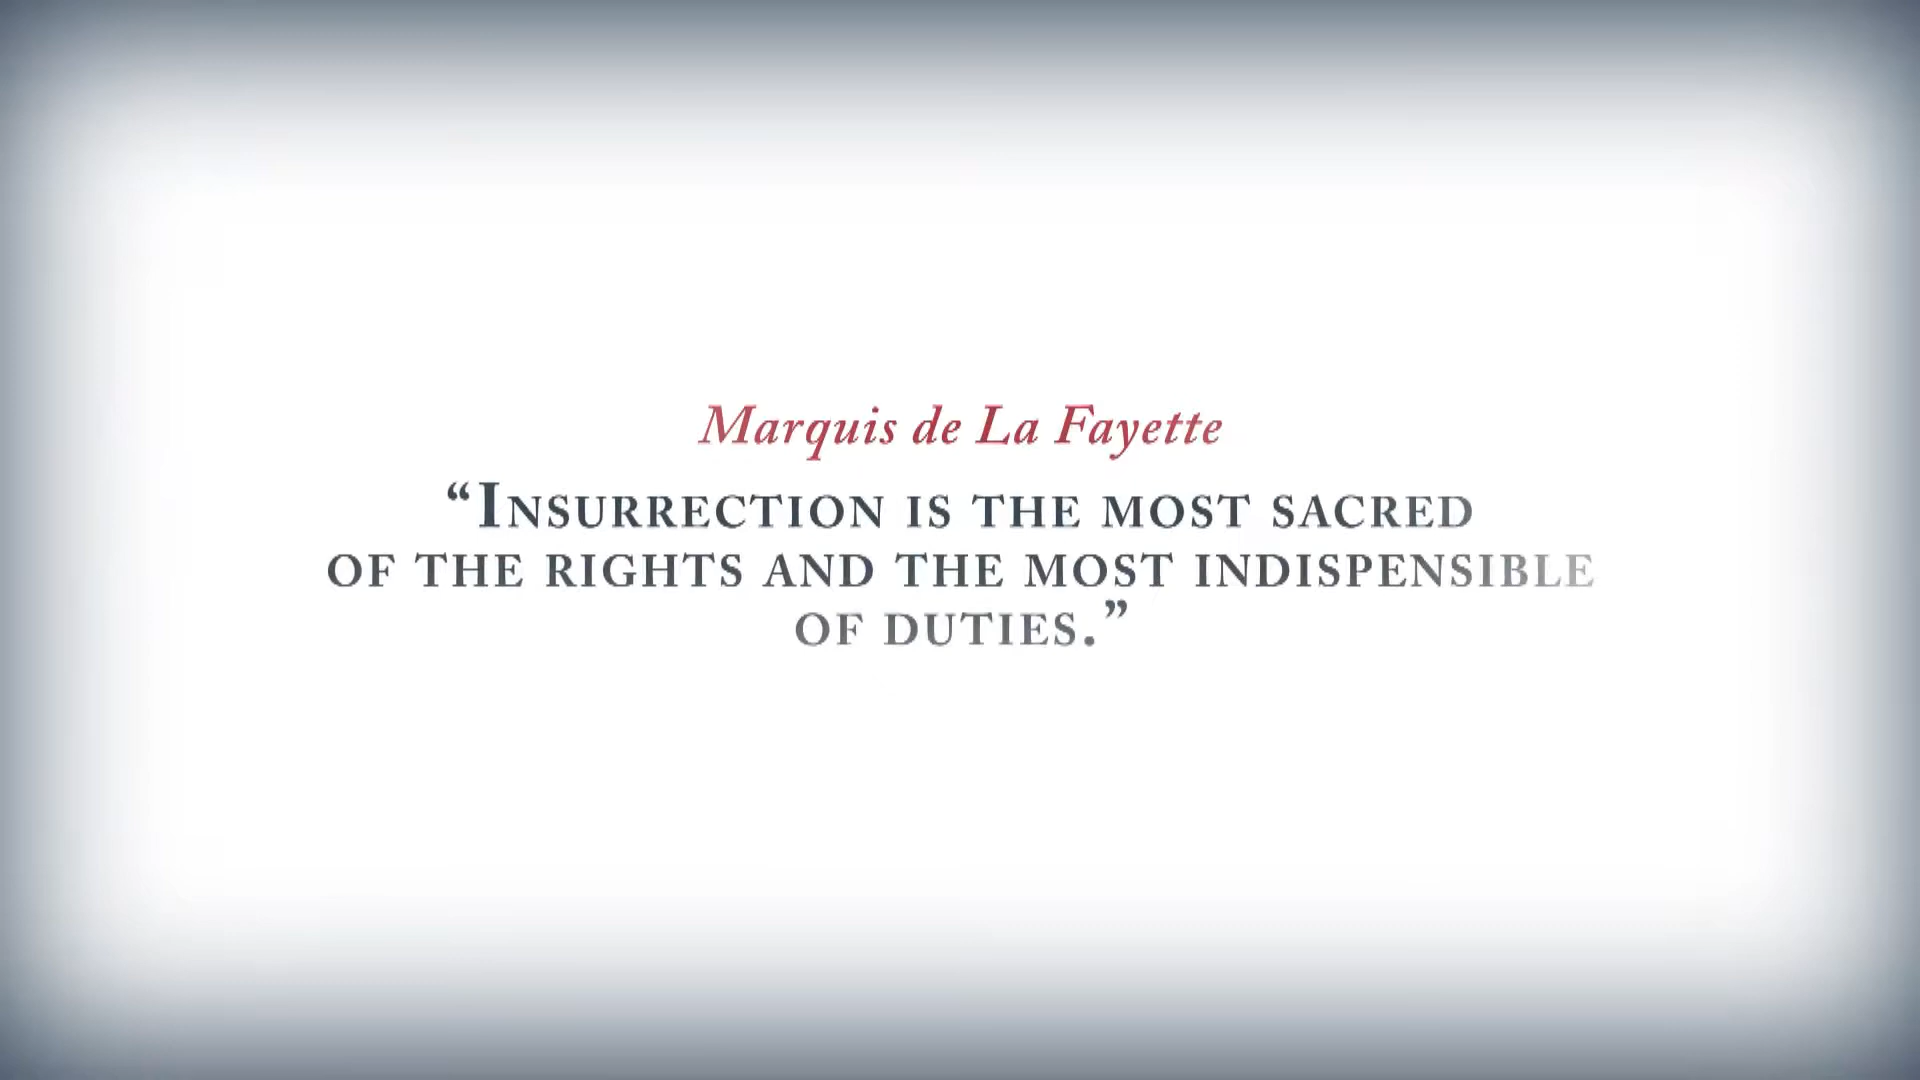 Marquis de La Fayette
“Insurrection is the most sacred
of the rights and the most indispensible
of duties.”